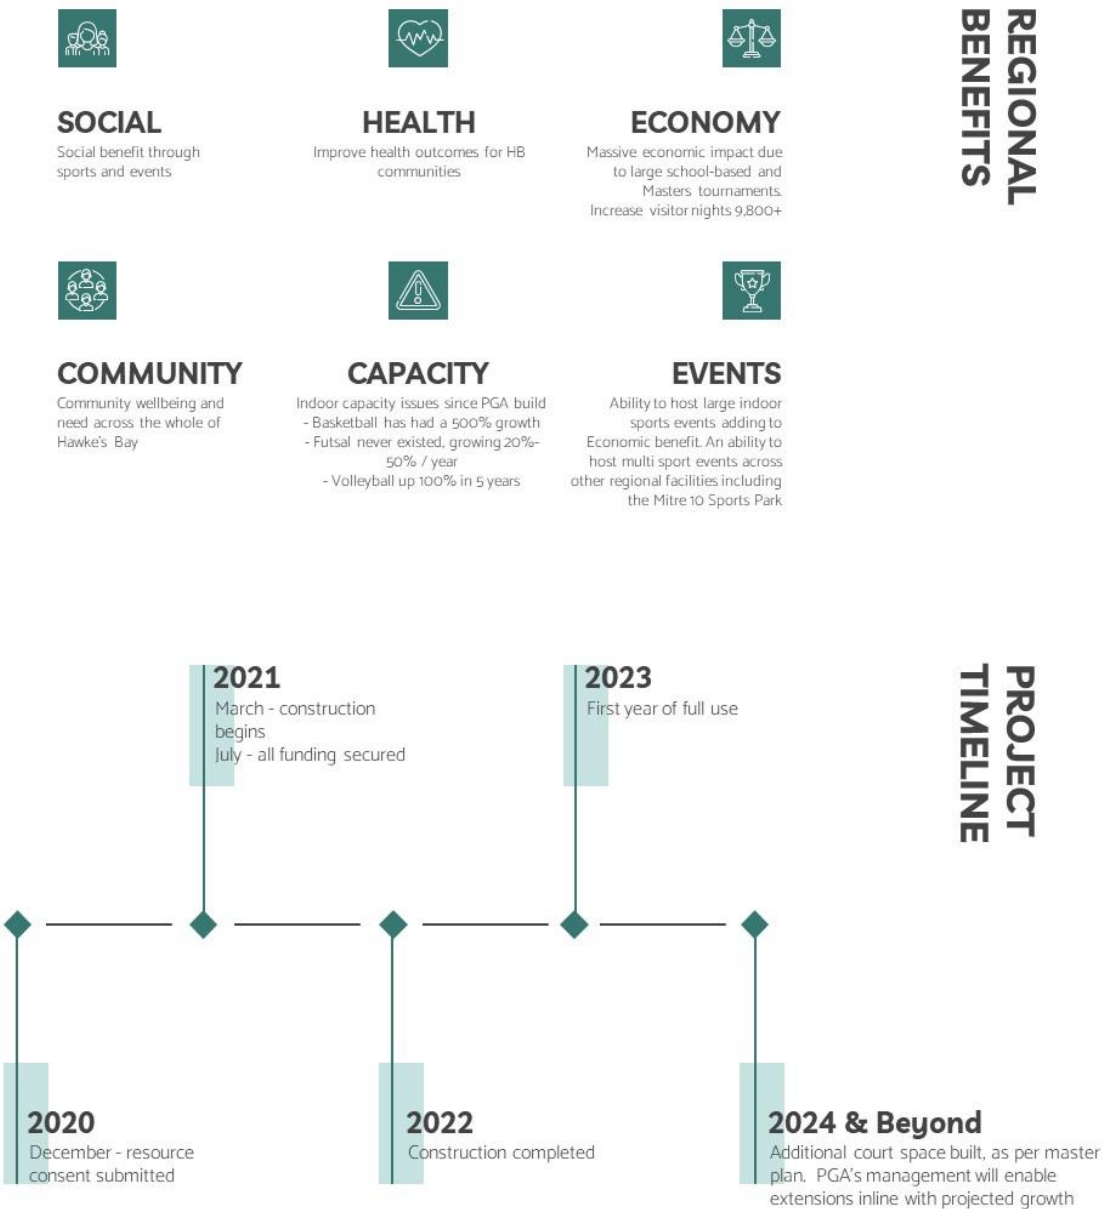 REGIONAL
BENEFITS
SOCIAL
Social benefit through
sports and events
HEALTH
Improve health outcomes for HB
communities
ECONOMY
Massive economic impact due
to large school-based and
Masters tournaments.
Increase visitor nights 9,800+
COMMUNITY
Community wellbeing and
need across the whole of
Hawke's Bay
CAPACITY
Indoor capacity issues since PGA build
- Basketball has had a 500% growth
- Futsal never existed, growing 20%-
50% / year
- Volleyball up 100% in 5 years
EVENTS
Ability to host large indoor
sports events adding to
Economic benefit. An ability to
host multi sport events across
other regional facilities including
the Mitre 10 Sports Park
PROJECT
TIMELINE
2020
December - resource
consent submitted
2021
March - construction
begins
July - all funding secured
2022
Construction completed
2023
First year of full use
2024 & Beyond
Additional court space built, as per master
plan. PGA's management will enable
extensions inline with projected growth